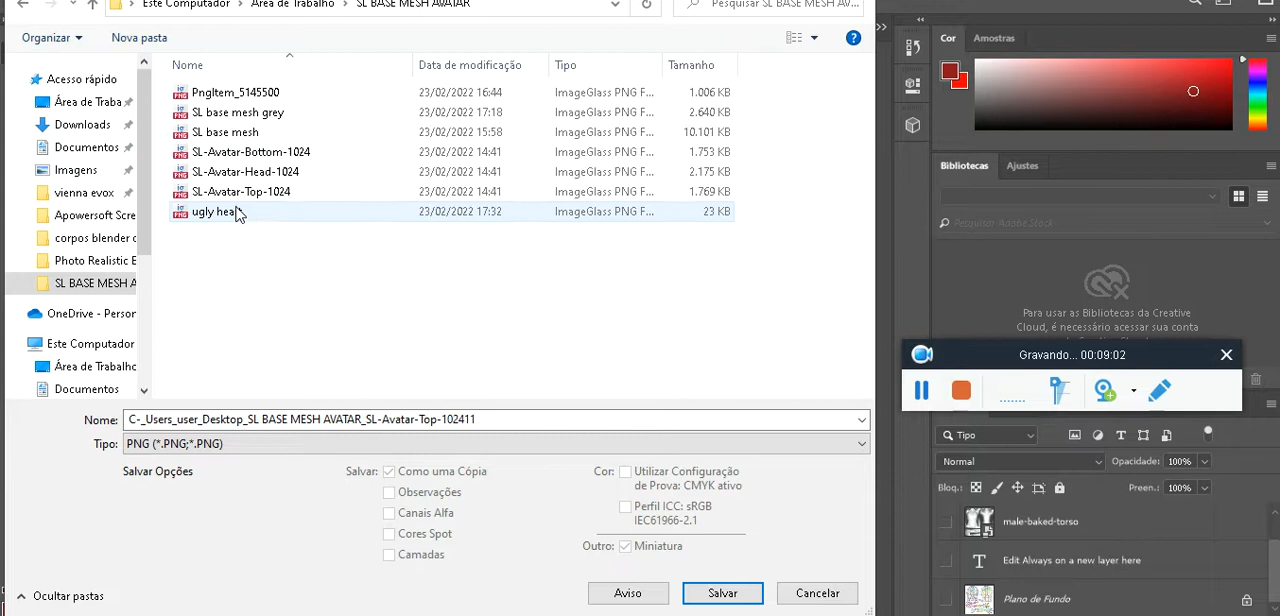 Este Computador > Área de Trabalho > SL BASE MESH AVATAR
Pesquisar SL BASE MESH AV...
Organizar
Nova pasta
Nome
Data de modificação
Tipo
Tamanho
PngItem_5145500 23/02/2022 16:44 ImageGlass PNG F... 1.006 KB
SL base mesh grey 23/02/2022 17:18 ImageGlass PNG F... 2.640 KB
SL base mesh 23/02/2022 15:58 ImageGlass PNG F... 10.101 KB
SL-Avatar-Bottom-1024 23/02/2022 14:41 ImageGlass PNG F... 1.753 KB
SL-Avatar-Head-1024 23/02/2022 14:41 ImageGlass PNG F... 2.175 KB
SL-Avatar-Top-1024 23/02/2022 14:41 ImageGlass PNG F... 1.769 KB
ugly 23/02/2022 17:32 ImageGlass PNG F... 23 KB
Acesso rápido
Área de Traba
Downloads
Documentos
Imagens
vienna evox
Apowersoft Scre
corpos blender
Photo Realistic E
SL BASE MESH A
OneDrive - Person
Este Computador
Área de Trabalho
Documentos
Nome: C-_Users_user_Desktop_SL BASE MESH AVATAR_SL-Avatar-Top-102411
Tipo: PNG (*.PNG;*.PNG)
Salvar Opções
Salvar:
Como uma Cópia
Observações
Canais Alfa
Cores Spot
Camadas
Cor:
Utilizar Configuração
de Prova: CMYK ativo
Perfil ICC: sRGB
IEC61966-2.1
Outro:
Miniatura
Ocultar pastas
Aviso
Salvar
Cancelar
Cor
Amostras
Bibliotecas
Ajustes
Pesquisar Adobe Stock
Para usar as Bibliotecas da Creative
Cloud, é necessário acessar sua conta
Gravando... 00:09:02
Tipo
Normal
Opacidade: 100%
Bloq.:
Preen.: 100%
male-baked-torso
T Edit Always on a new layer here
Plano de Fundo